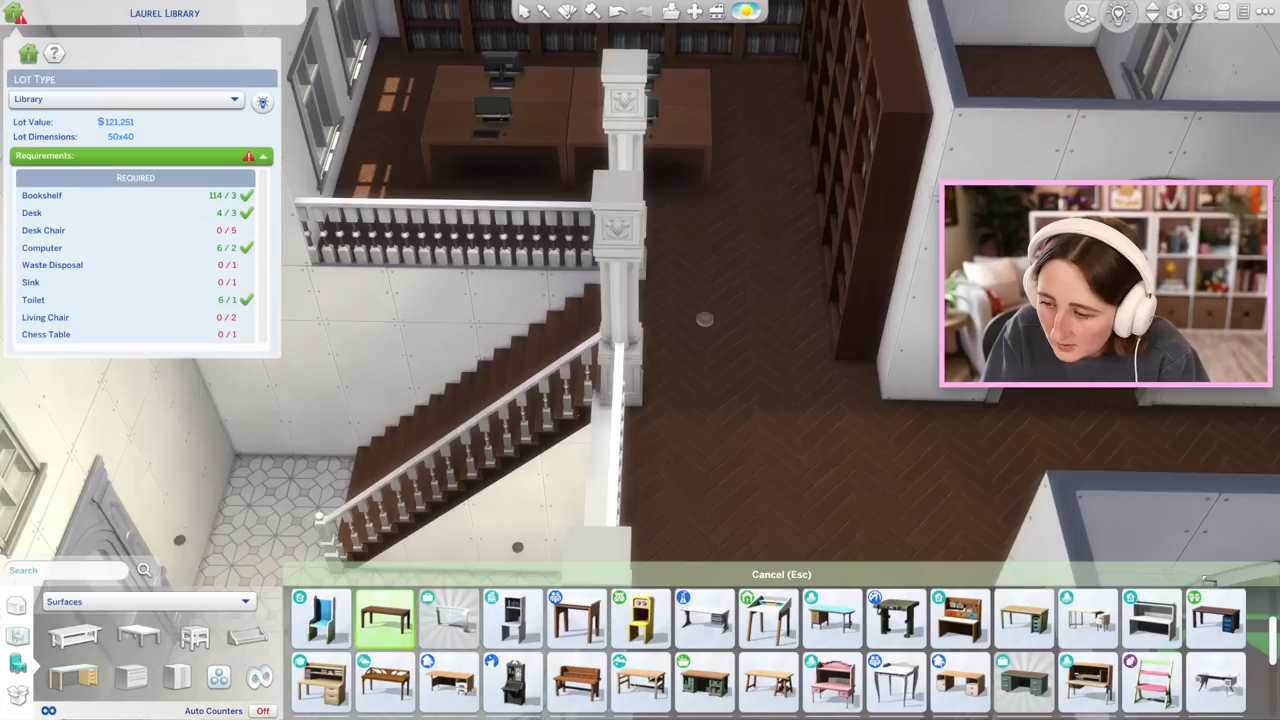 LAUREL LIBRARY
LOT TYPE
Library
Lot Value: §121,251
Lot Dimensions: 50x40
Requirements:
REQUIRED
Bookshelf 114 / 3
Desk 4 / 3
Desk Chair 0 / 5
Computer 6 / 2
Waste Disposal 0 / 1
Sink 0 / 1
Toilet 6 / 1
Living Chair 0 / 2
Chess Table 0 / 1
Cancel (Esc)
Search
Surfaces
Auto Counters Off